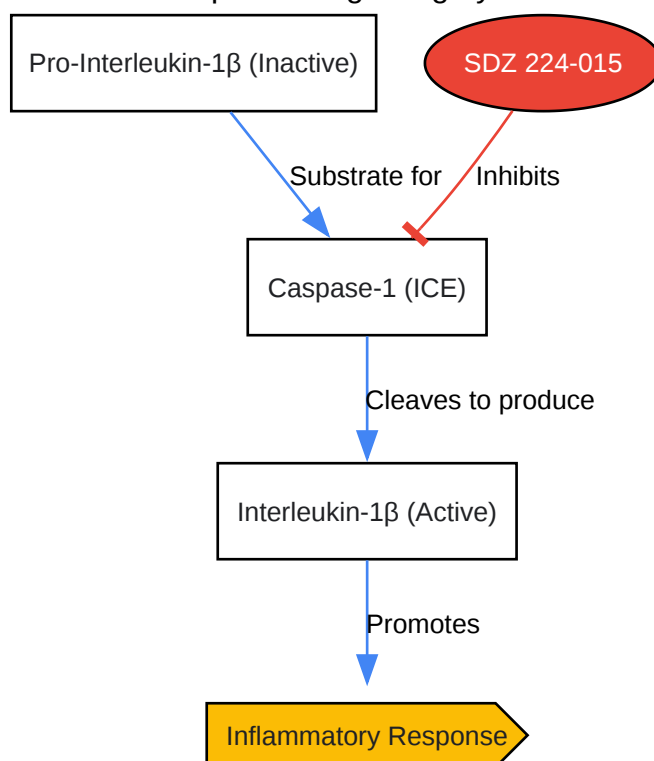 Pro-Interleukin-1β (Inactive)
SDZ 224-015
Substrate for
Inhibits
Caspase-1 (ICE)
Cleaves to produce
Interleukin-1β (Active)
Promotes
Inflammatory Response